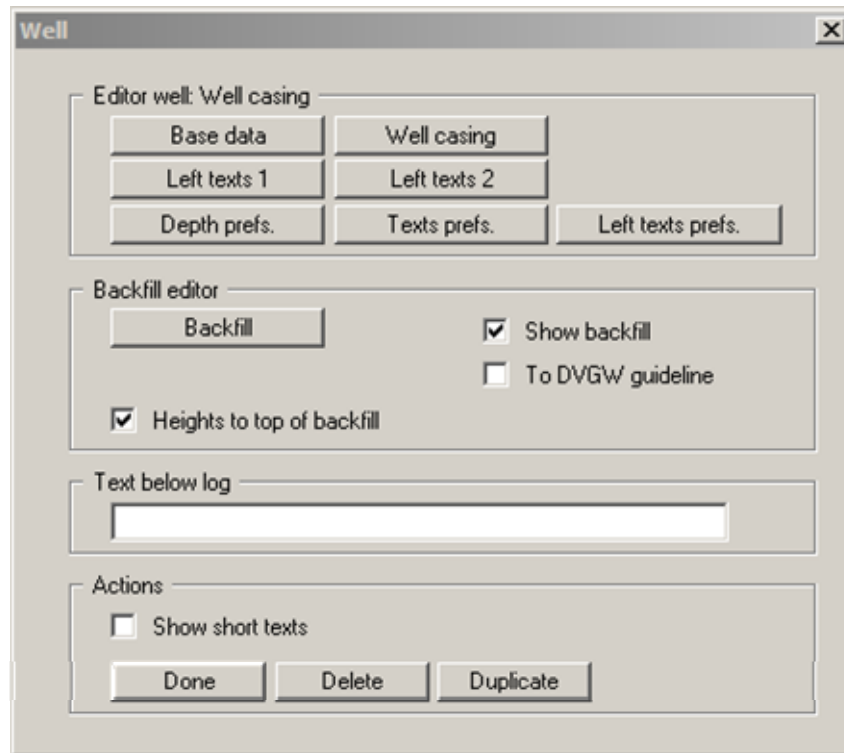 Well
Editor well: Well casing
Base data Well casing
Left texts 1 Left texts 2
Depth prefs. Texts prefs. Left texts prefs.
Backfill editor
Backfill Show backfill
To DVGW guideline
Heights to top of backfill
Text below log
Actions
Show short texts
Done Delete Duplicate